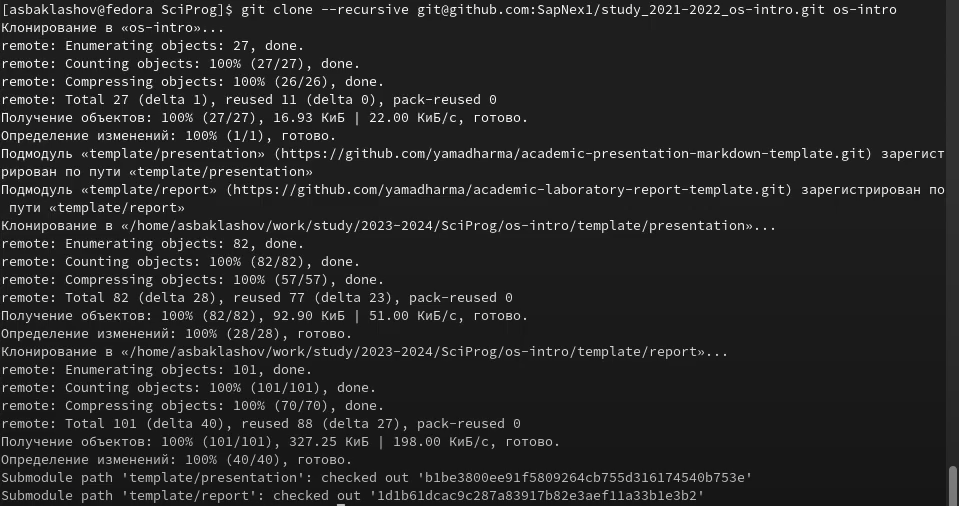 [asbaklashov@fedora SciProg]$ git clone --recursive git@github.com:SapNex1/study_2021-2022_os-intro.git os-intro
Клонирование в «os-intro»...
remote: Enumerating objects: 27, done.
remote: Counting objects: 100% (27/27), done.
remote: Compressing objects: 100% (26/26), done.
remote: Total 27 (delta 1), reused 11 (delta 0), pack-reused 0
Получение объектов: 100% (27/27), 16.93 КиБ | 22.00 КиБ/с, готово.
Определение изменений: 100% (1/1), готово.
Подмодуль «template/presentation» (https://github.com/yamadharma/academic-presentation-markdown-template.git) зарегист
рирован по пути «template/presentation»
Подмодуль «template/report» (https://github.com/yamadharma/academic-laboratory-report-template.git) зарегистрирован по
 пути «template/report»
Клонирование в «/home/asbaklashov/work/study/2023-2024/SciProg/os-intro/template/presentation»...
remote: Enumerating objects: 82, done.
remote: Counting objects: 100% (82/82), done.
remote: Compressing objects: 100% (57/57), done.
remote: Total 82 (delta 28), reused 77 (delta 23), pack-reused 0
Получение объектов: 100% (82/82), 92.90 КиБ | 51.00 КиБ/с, готово.
Определение изменений: 100% (28/28), готово.
Клонирование в «/home/asbaklashov/work/study/2023-2024/SciProg/os-intro/template/report»...
remote: Enumerating objects: 101, done.
remote: Counting objects: 100% (101/101), done.
remote: Compressing objects: 100% (70/70), done.
remote: Total 101 (delta 40), reused 88 (delta 27), pack-reused 0
Получение объектов: 100% (101/101), 327.25 КиБ | 198.00 КиБ/с, готово.
Определение изменений: 100% (40/40), готово.
Submodule path 'template/presentation': checked out 'b1be3800ee91f5809264cb755d316174540b753e'
Submodule path 'template/report': checked out '1d1b61dcac9c287a83917b82e3aef11a33b1e3b2'